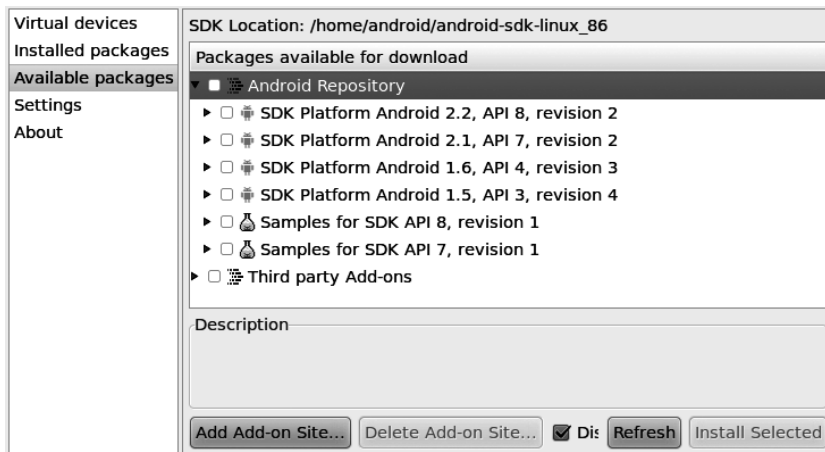 Virtual devices
Installed packages
Available packages
Settings
About
SDK Location: /home/android/android-sdk-linux_86
Packages available for download
Android Repository
SDK Platform Android 2.2, API 8, revision 2
SDK Platform Android 2.1, API 7, revision 2
SDK Platform Android 1.6, API 4, revision 3
SDK Platform Android 1.5, API 3, revision 4
Samples for SDK API 8, revision 1
Samples for SDK API 7, revision 1
Third party Add-ons
Description
Add Add-on Site... Delete Add-on Site... Refresh Install Selected